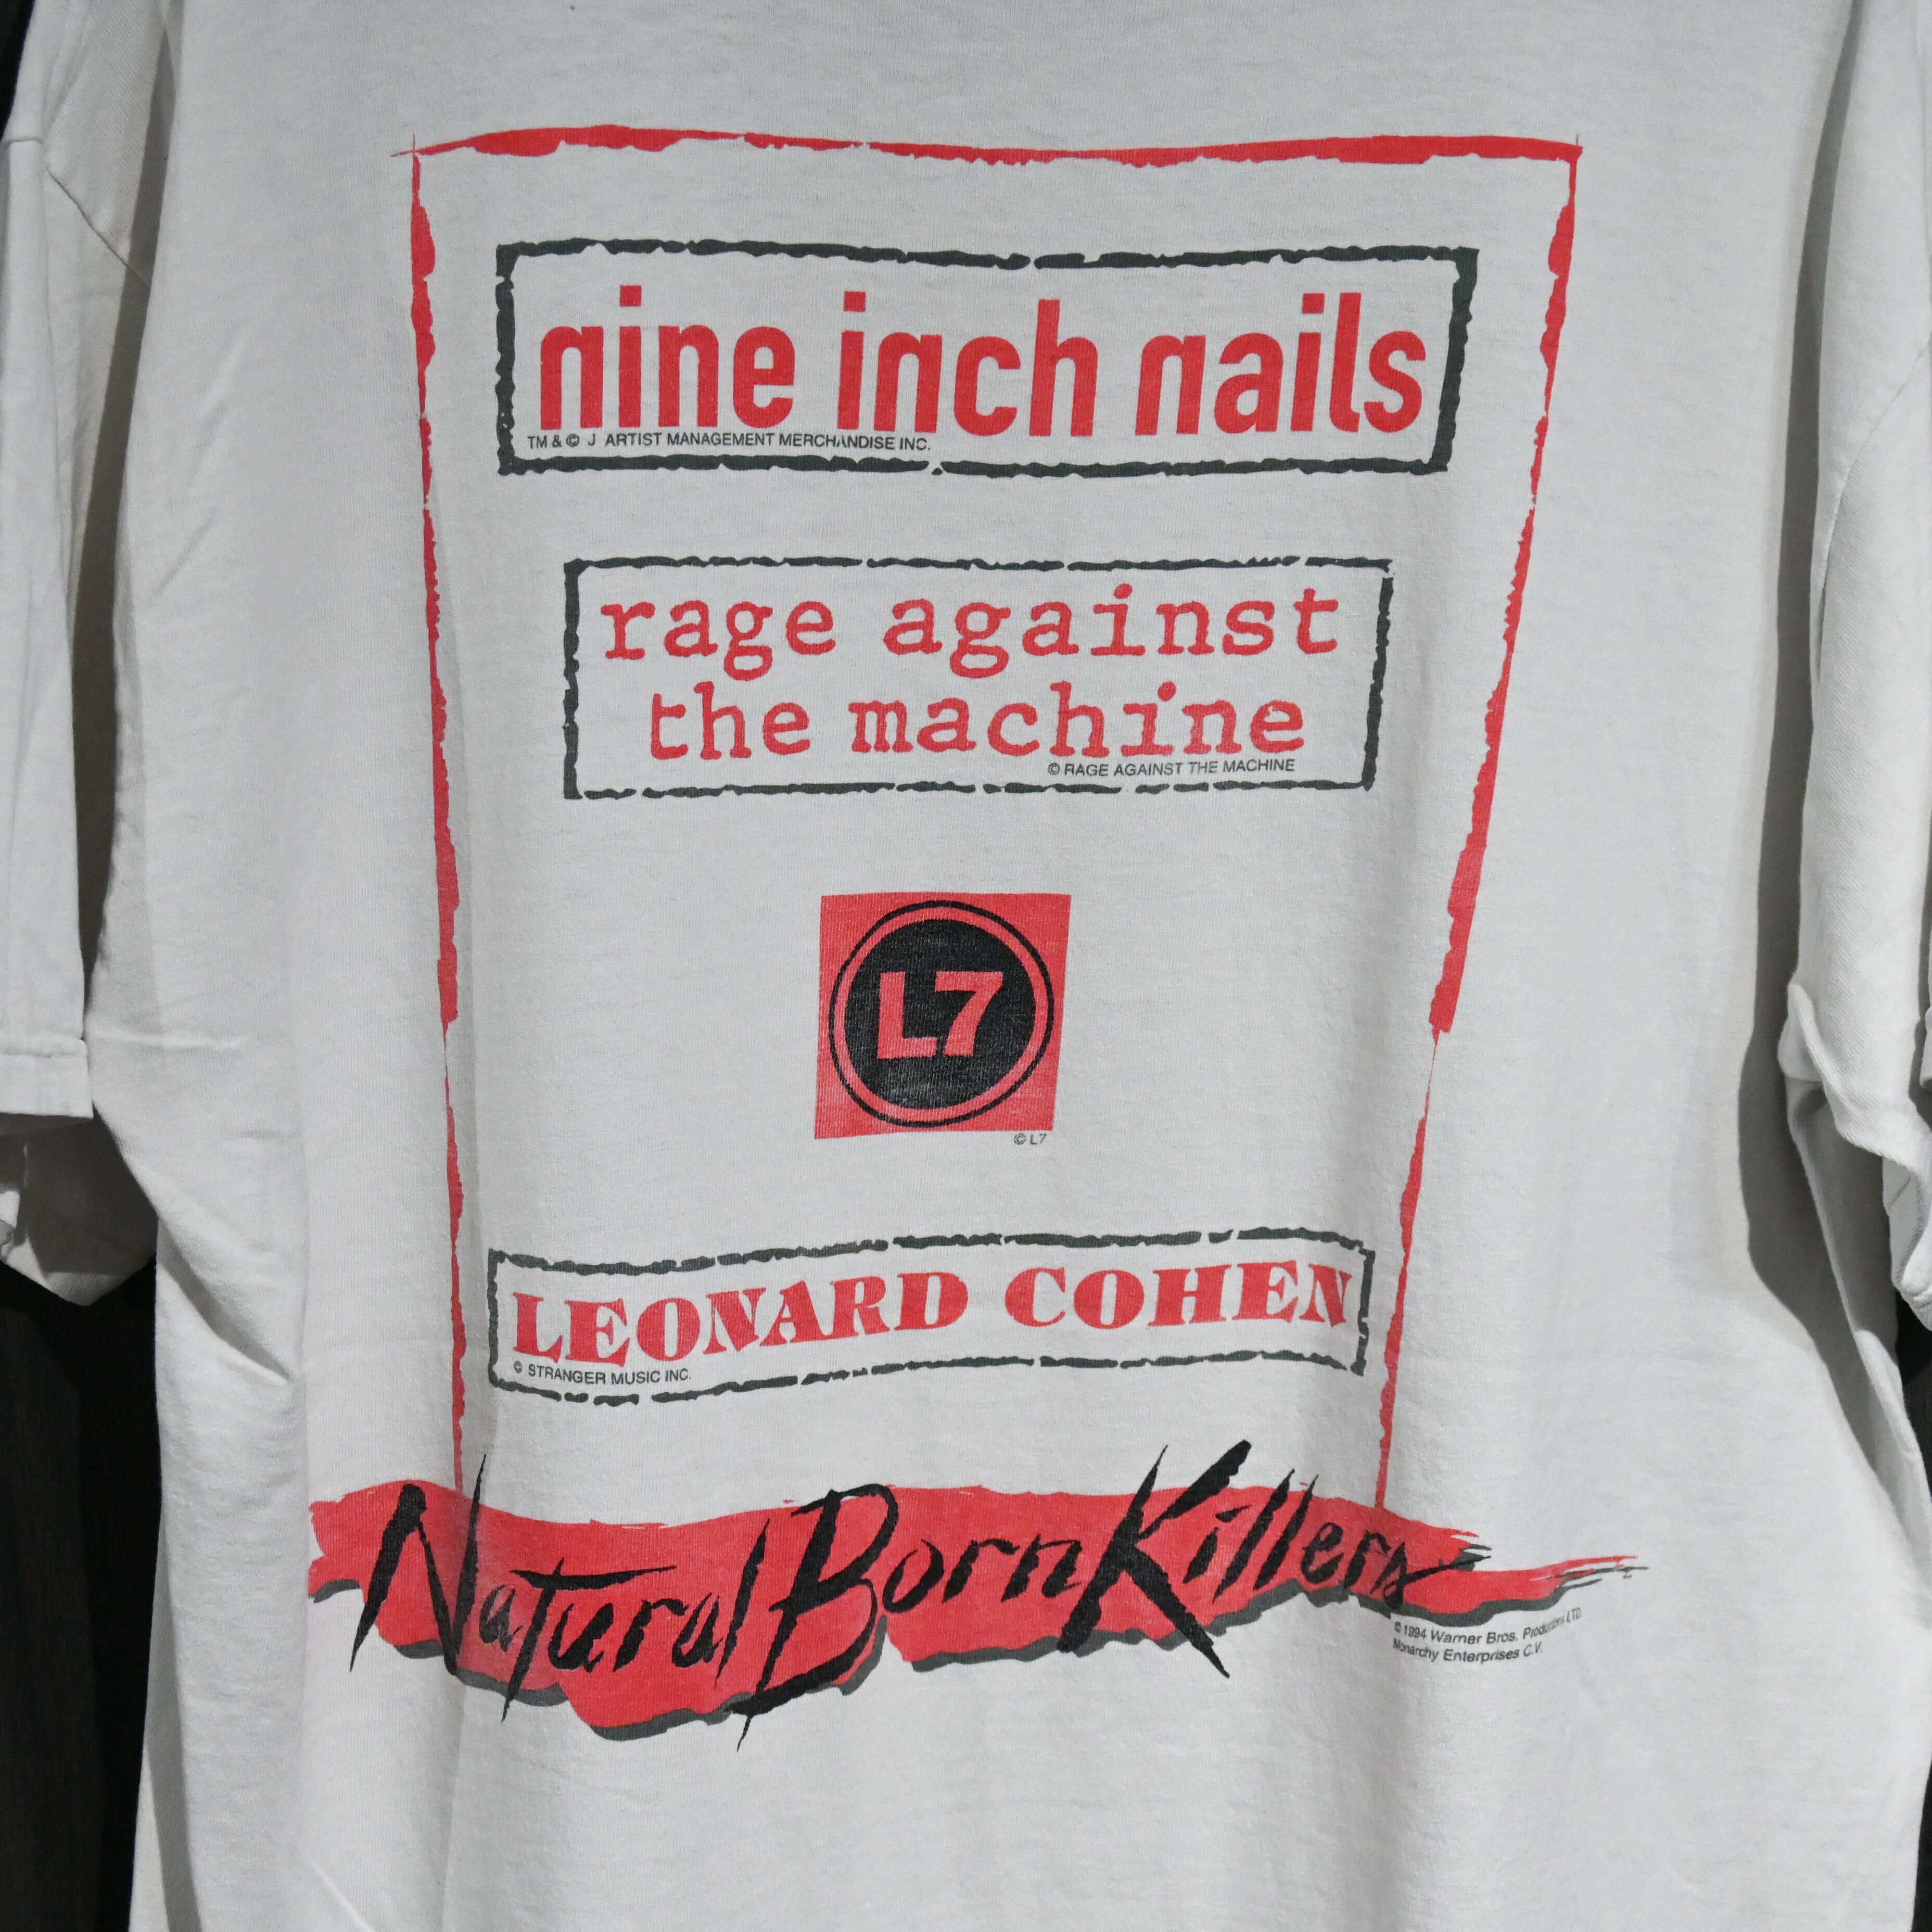 nine inch nails
TM & © J ARTIST MANAGEMENT MERCHANDISE INC.
rage against
the machine
© RAGE AGAINST THE MACHINE
L7
© L7
LEONARD COHEN
© STRANGER MUSIC INC.
Natural Born Killers
© 1994 Warner Bros. Productions LTD.
Monarchy Enterprises C.V.